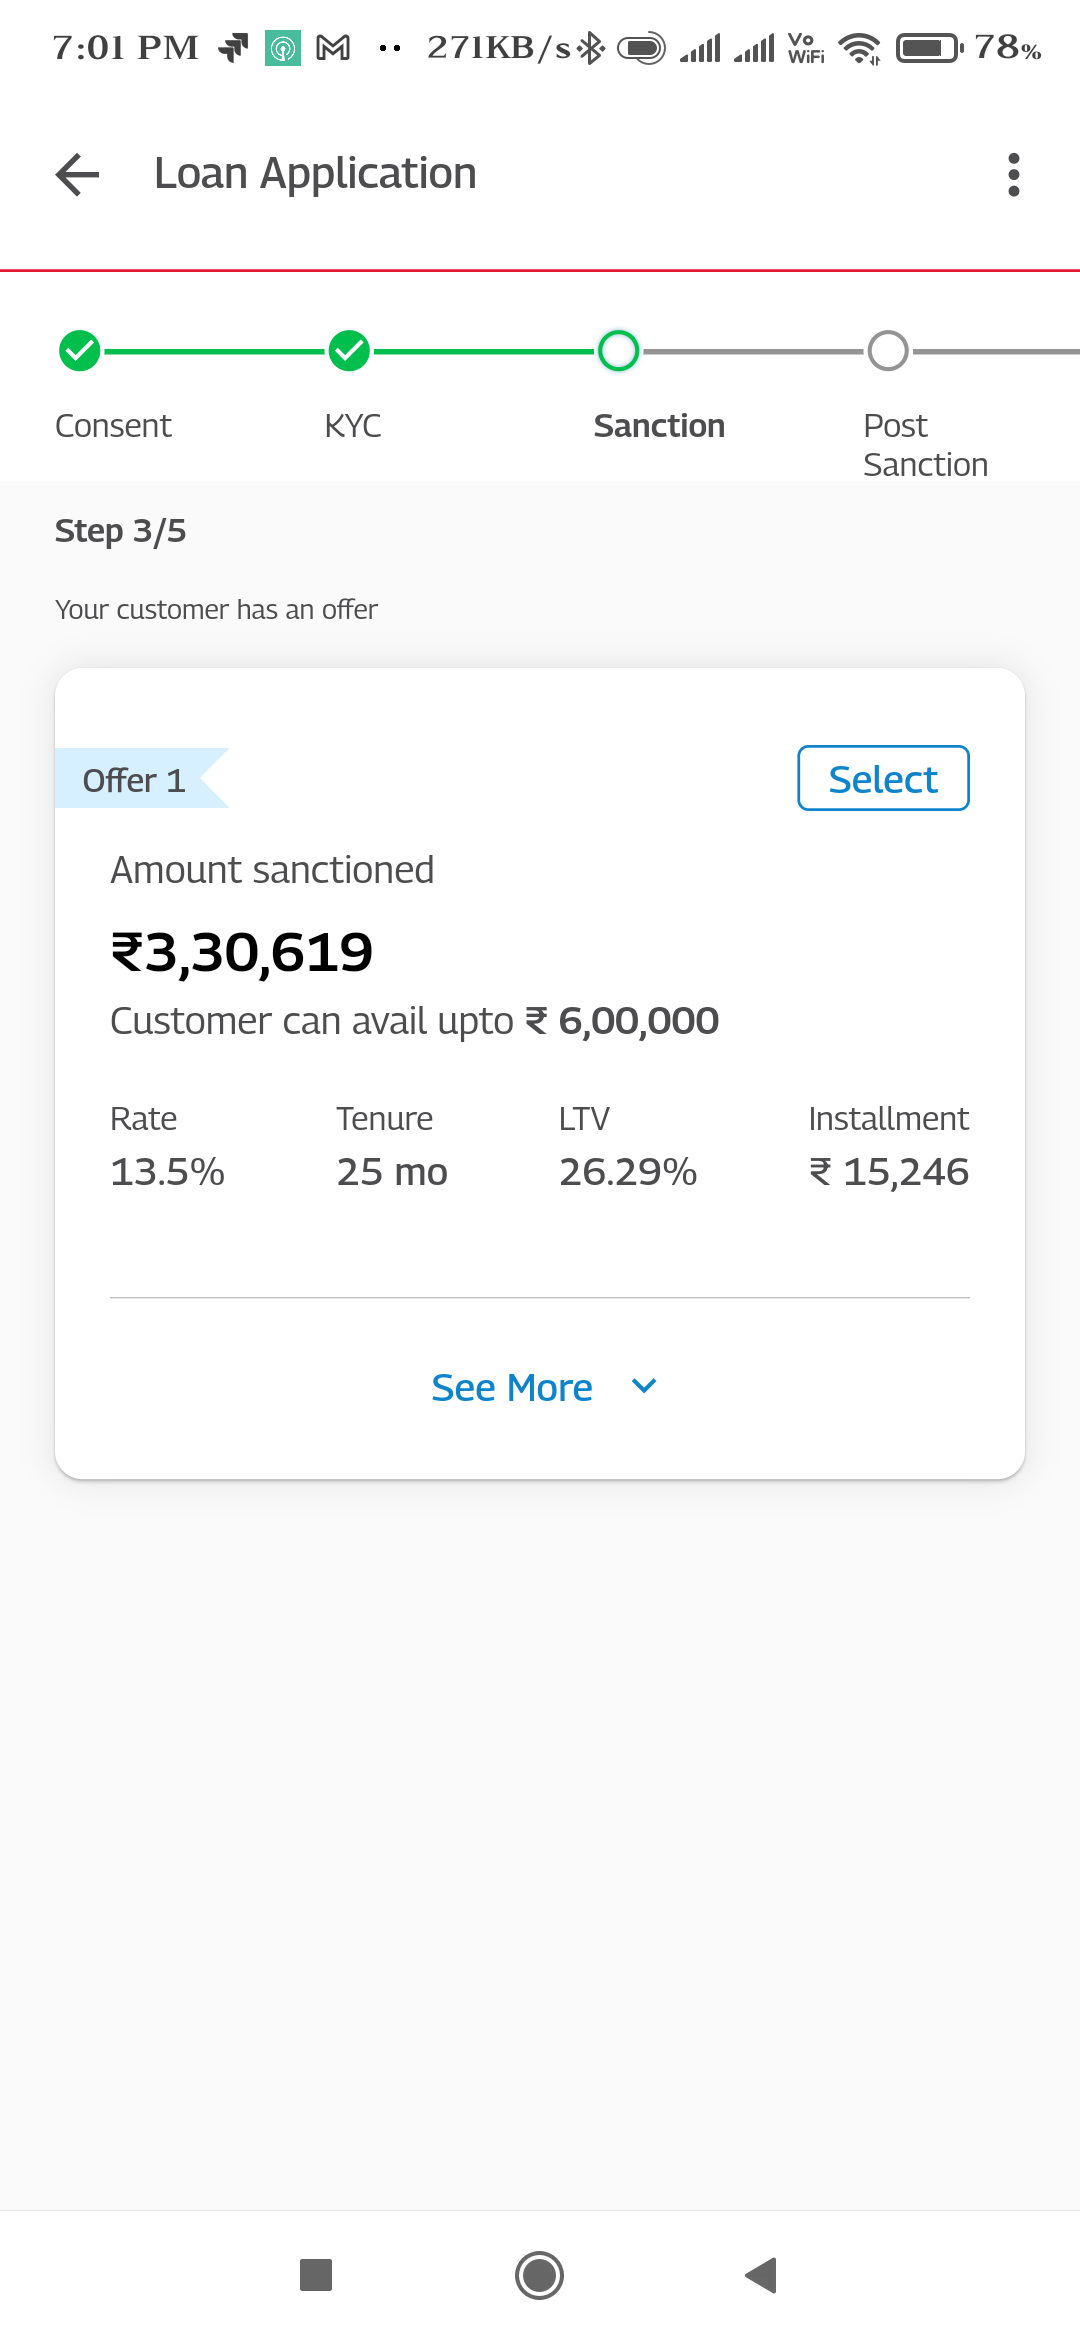 7:01 PM 271KB/s Vo WiFi 78%
Loan Application
Consent KYC Sanction Post Sanction
Step 3/5
Your customer has an offer
Offer 1 Select
Amount sanctioned
₹3,30,619
Customer can avail upto ₹ 6,00,000
Rate Tenure LTV Installment
13.5% 25 mo 26.29% ₹ 15,246
See More